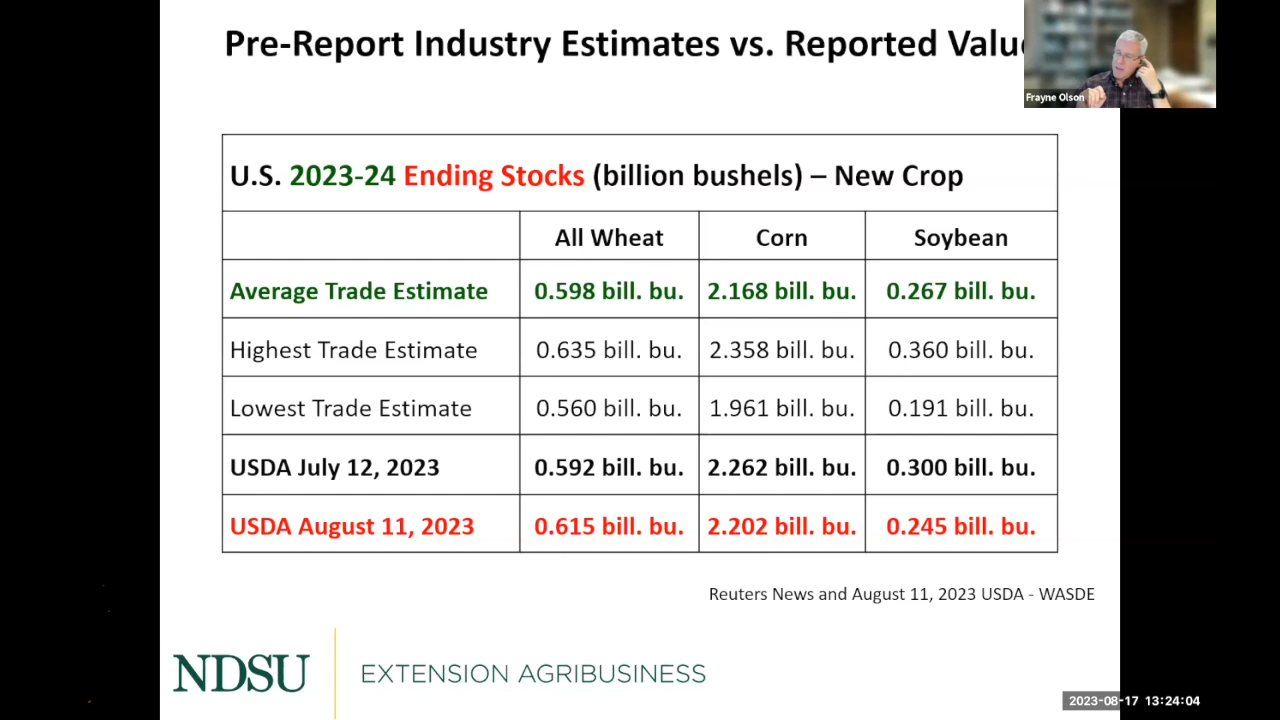 Pre-Report Industry Estimates vs. Reported Valu
Frayne Olson
U.S. 2023-24 Ending Stocks (billion bushels) – New Crop
All Wheat Corn Soybean
Average Trade Estimate 0.598 bill. bu. 2.168 bill. bu. 0.267 bill. bu.
Highest Trade Estimate 0.635 bill. bu. 2.358 bill. bu. 0.360 bill. bu.
Lowest Trade Estimate 0.560 bill. bu. 1.961 bill. bu. 0.191 bill. bu.
USDA July 12, 2023 0.592 bill. bu. 2.262 bill. bu. 0.300 bill. bu.
USDA August 11, 2023 0.615 bill. bu. 2.202 bill. bu. 0.245 bill. bu.
Reuters News and August 11, 2023 USDA - WASDE
NDSU EXTENSION AGRIBUSINESS
2023-08-17 13:24:04